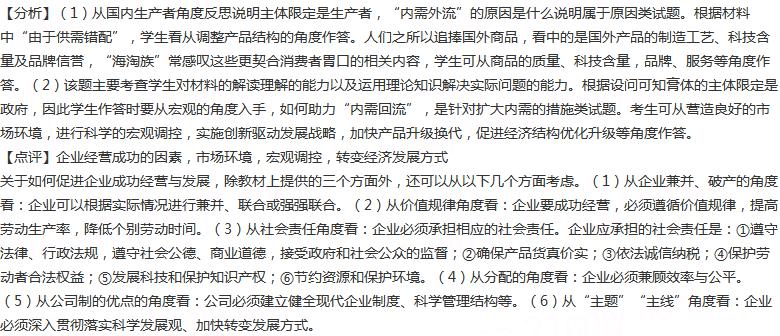 【分析】（1）从国内生产者角度反思说明主体限定是生产者，“内需外流”的原因是什么说明属于原因类试题。根据材料
中“由于供需错配”，学生看从调整产品结构的角度作答。人们之所以追捧国外商品，看中的是国外产品的制造工艺、科技含
量及品牌信誉，“海淘族”常感叹这些更契合消费者胃口的相关内容，学生可从商品的质量、科技含量，品牌、服务等角度作
答。（2）该题主要考查学生对材料的解读理解的能力以及运用理论知识解决实际问题的能力。根据设问可知膏体的主体限定是
政府，因此学生作答时要从宏观的角度入手，如何助力“内需回流”，是针对扩大内需的措施类试题。考生可从营造良好的市
场环境，进行科学的宏观调控，实施创新驱动发展战略，加快产品升级换代，促进经济结构优化升级等角度作答。
【点评】企业经营成功的因素，市场环境，宏观调控，转变经济发展方式
关于如何促进企业成功经营与发展，除教材上提供的三个方面外，还可以从以下几个方面考虑。（1）从企业兼并、破产的角度
看：企业可以根据实际情况进行兼并、联合或强强联合。（2）从价值规律角度看：企业要成功经营，必须遵循价值规律，提高
劳动生产率，降低个别劳动时间。（3）从社会责任角度看：企业必须承担相应的社会责任。企业应承担的社会责任是：①遵守
法律、行政法规，遵守社会公德、商业道德，接受政府和社会公众的监督；②确保产品货真价实；③依法诚信纳税；④保护劳
动者合法权益；⑤发展科技和保护知识产权；⑥节约资源和保护环境。（4）从分配的角度看：企业必须兼顾效率与公平。
（5）从公司制的优点的角度看：公司必须建立健全现代企业制度、科学管理结构等。（6）从“主题”“主线”角度看：企业
必须深入贯彻落实科学发展观、加快转变发展方式。